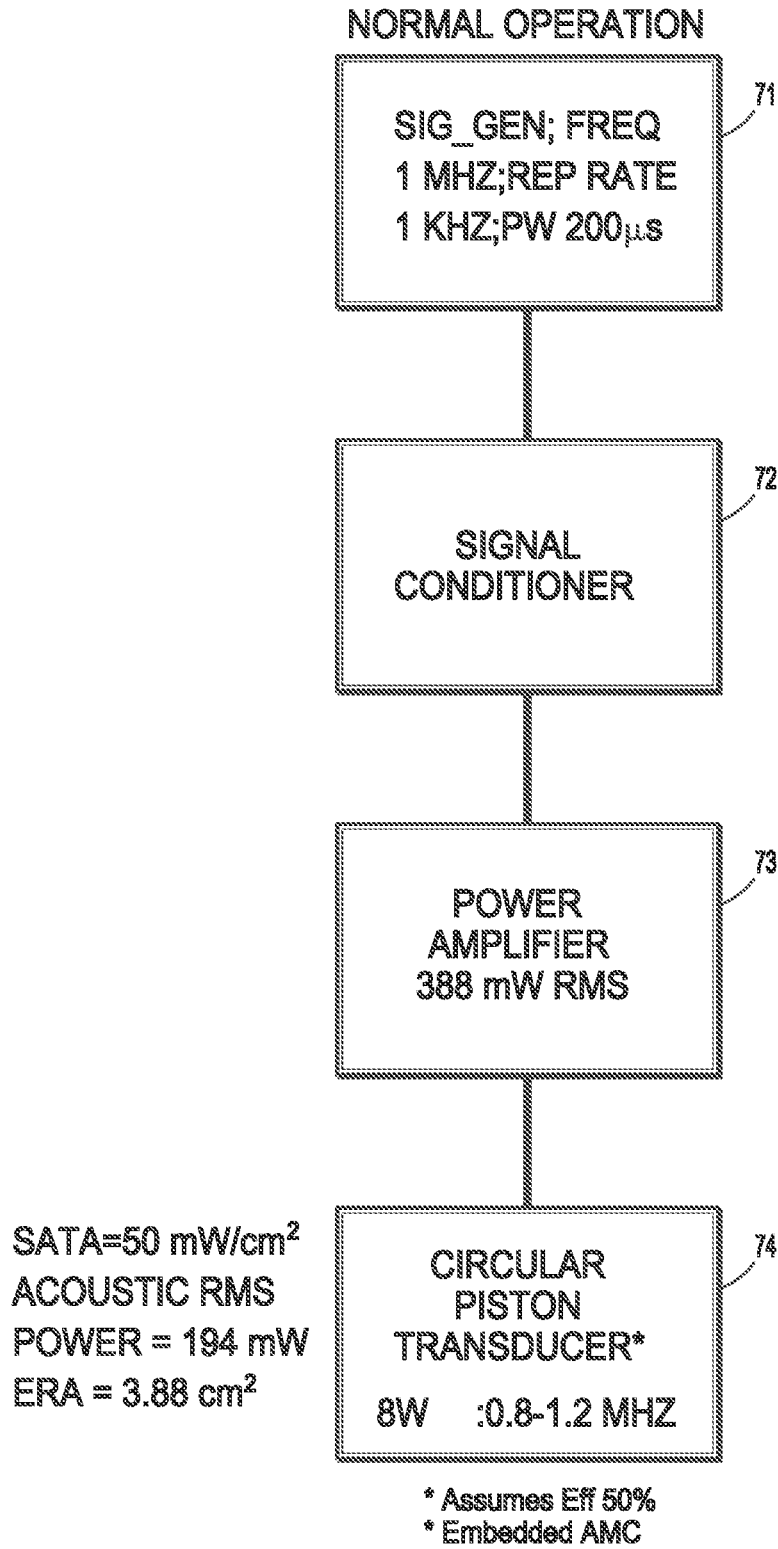 NORMAL OPERATION
71
SIG_GEN; FREQ
1 MHZ;REP RATE
1 KHZ;PW 200µs
72
SIGNAL
CONDITIONER
73
POWER
AMPLIFIER
388 mW RMS
SATA=50 mW/cm²
ACOUSTIC RMS
POWER = 194 mW
ERA = 3.88 cm²
74
CIRCULAR
PISTON
TRANSDUCER*
8W :0.8-1.2 MHZ
* Assumes Eff 50%
* Embedded AMC